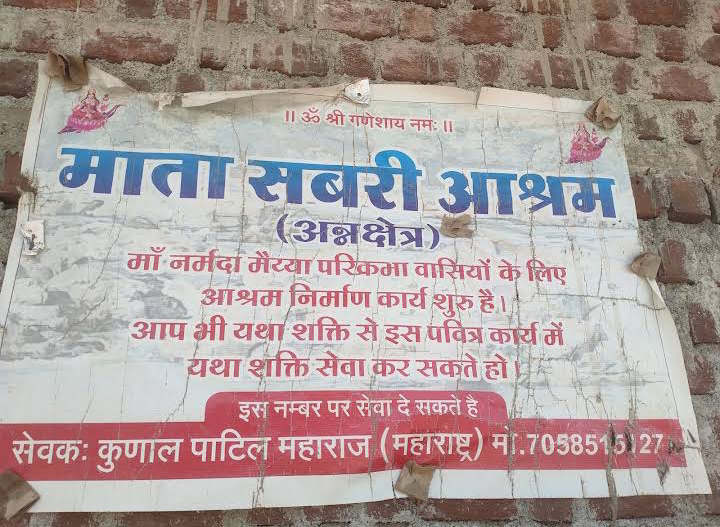 ॥ ॐ श्री गणेशाय नमः ॥
माता सबरी आश्रम
(अन्नक्षेत्र)
माँ नर्मदा मैय्या परिक्रमा वासियों के लिए
आश्रम निर्माण कार्य शुरु है।
आप भी यथा शक्ति से इस पवित्र कार्य में
यथा शक्ति सेवा कर सकते हो।
इस नम्बर पर सेवा दे सकते है
सेवकः कुणाल पाटिल महाराज (महाराष्ट्र) मो.7058515127